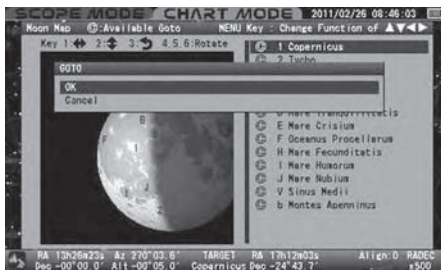 SCOPE MODE CHART MODE 2011/02/26 08:46:03
Moon Map Ⓖ:Available Goto MENU Key : Change Function of ▲▼◀▶
Key 1: 2: 3: 4.5.6:Rotate
Ⓖ 1 Copernicus
Ⓖ 2 Tycho
GOTO
OK
Cancel
Ⓖ E Mare Crisium
Ⓖ F Oceanus Procellarum
Ⓖ H Mare Fecunditatis
Ⓖ I Mare Humorum
Ⓖ J Mare Nubium
Ⓖ V Sinus Medii
Ⓖ b Montes Apenninus
B
F
1
J
RA 13h26m23s Az 270°03.6' TARGET RA 17h12m03s Align:0 RADEC
Dec -00°00.0' Alt -00°05.0' Copernicus Dec -24°43.7' x500